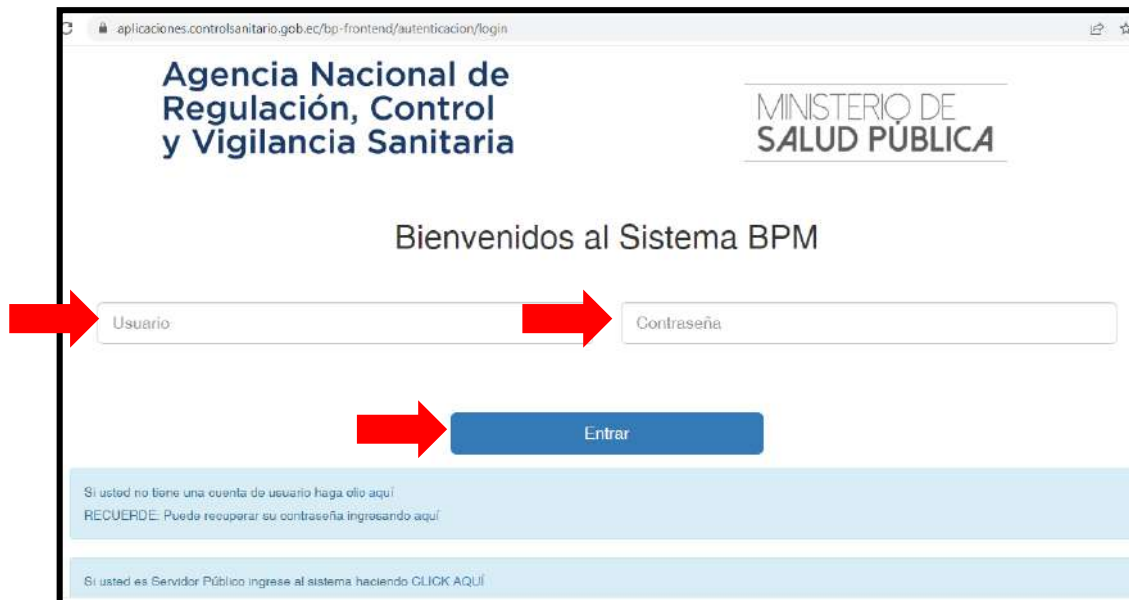 aplicaciones.controlsanitario.gob.ec/bp-frontend/autenticacion/login
Agencia Nacional de
Regulación, Control
y Vigilancia Sanitaria
MINISTERIO DE
SALUD PÚBLICA
Bienvenidos al Sistema BPM
Usuario
Contraseña
Entrar
Si usted no tiene una cuenta de usuario haga clic aquí
RECUERDE: Puede recuperar su contraseña ingresando aquí
Si usted es Servidor Público ingrese al sistema haciendo CLICK AQUÍ